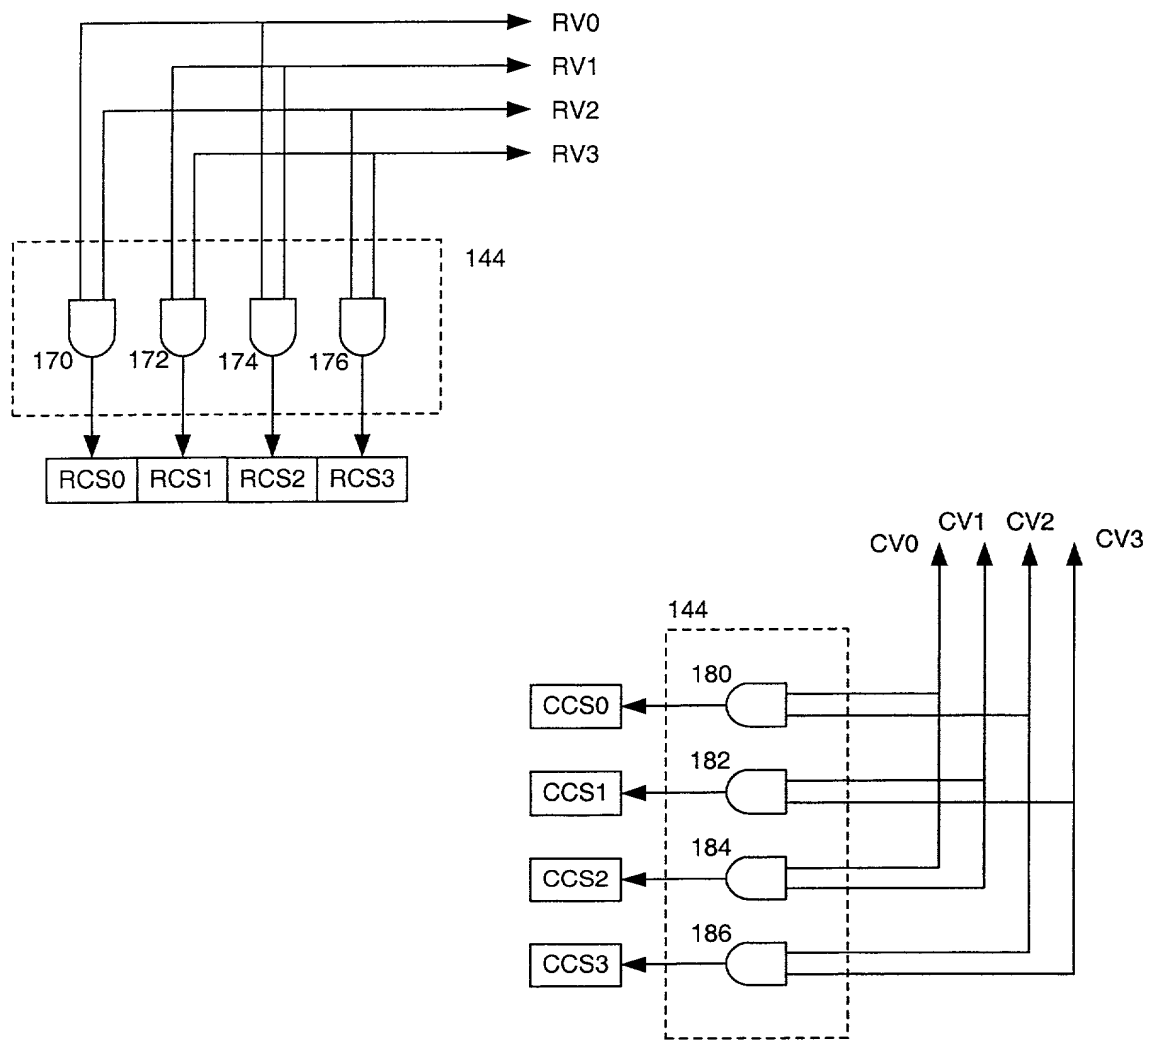 RV0
RV1
RV2
RV3
144
170 172 174 176
RCS0 RCS1 RCS2 RCS3
CV0 CV1 CV2 CV3
144
180
CCS0
182
CCS1
184
CCS2
186
CCS3